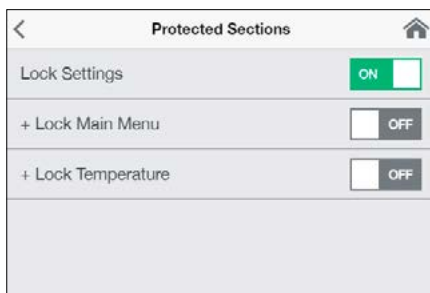 Protected Sections
Lock Settings ON
+ Lock Main Menu OFF
+ Lock Temperature OFF